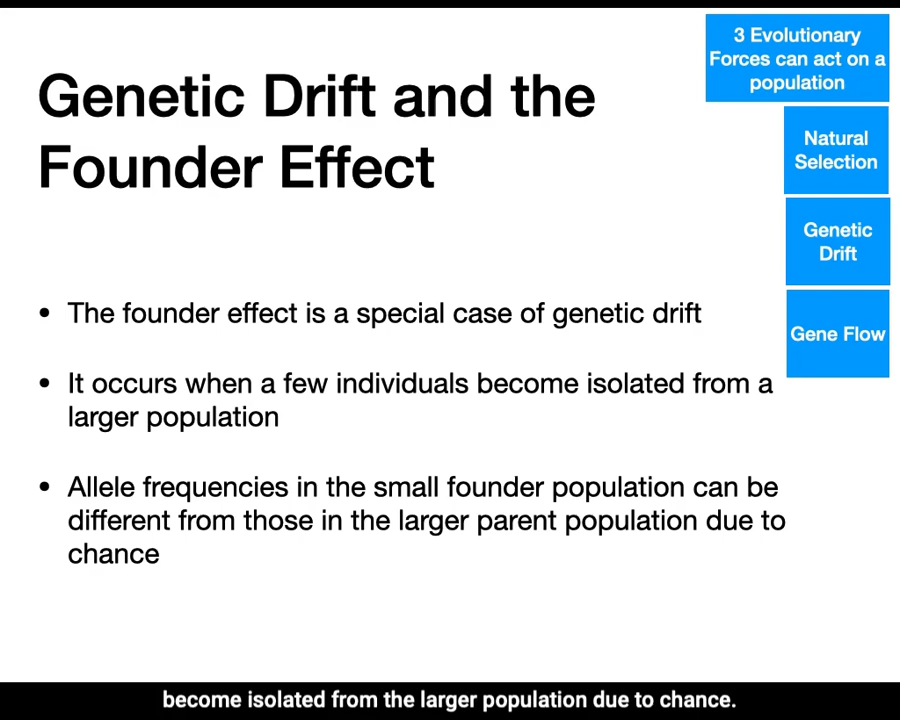 Genetic Drift and the
Founder Effect
3 Evolutionary
Forces can act on a
population
Natural
Selection
Genetic
Drift
Gene Flow
• The founder effect is a special case of genetic drift
• It occurs when a few individuals become isolated from a
larger population
• Allele frequencies in the small founder population can be
different from those in the larger parent population due to
chance
become isolated from the larger population due to chance.